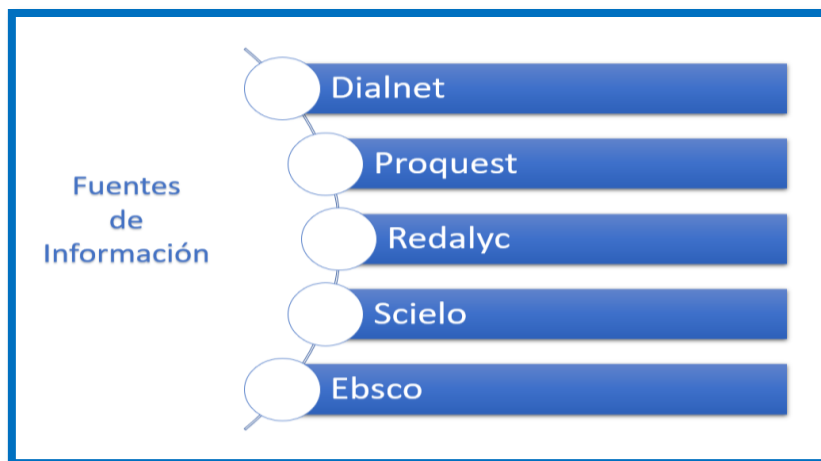 Fuentes
de
Información
Dialnet
Proquest
Redalyc
Scielo
Ebsco